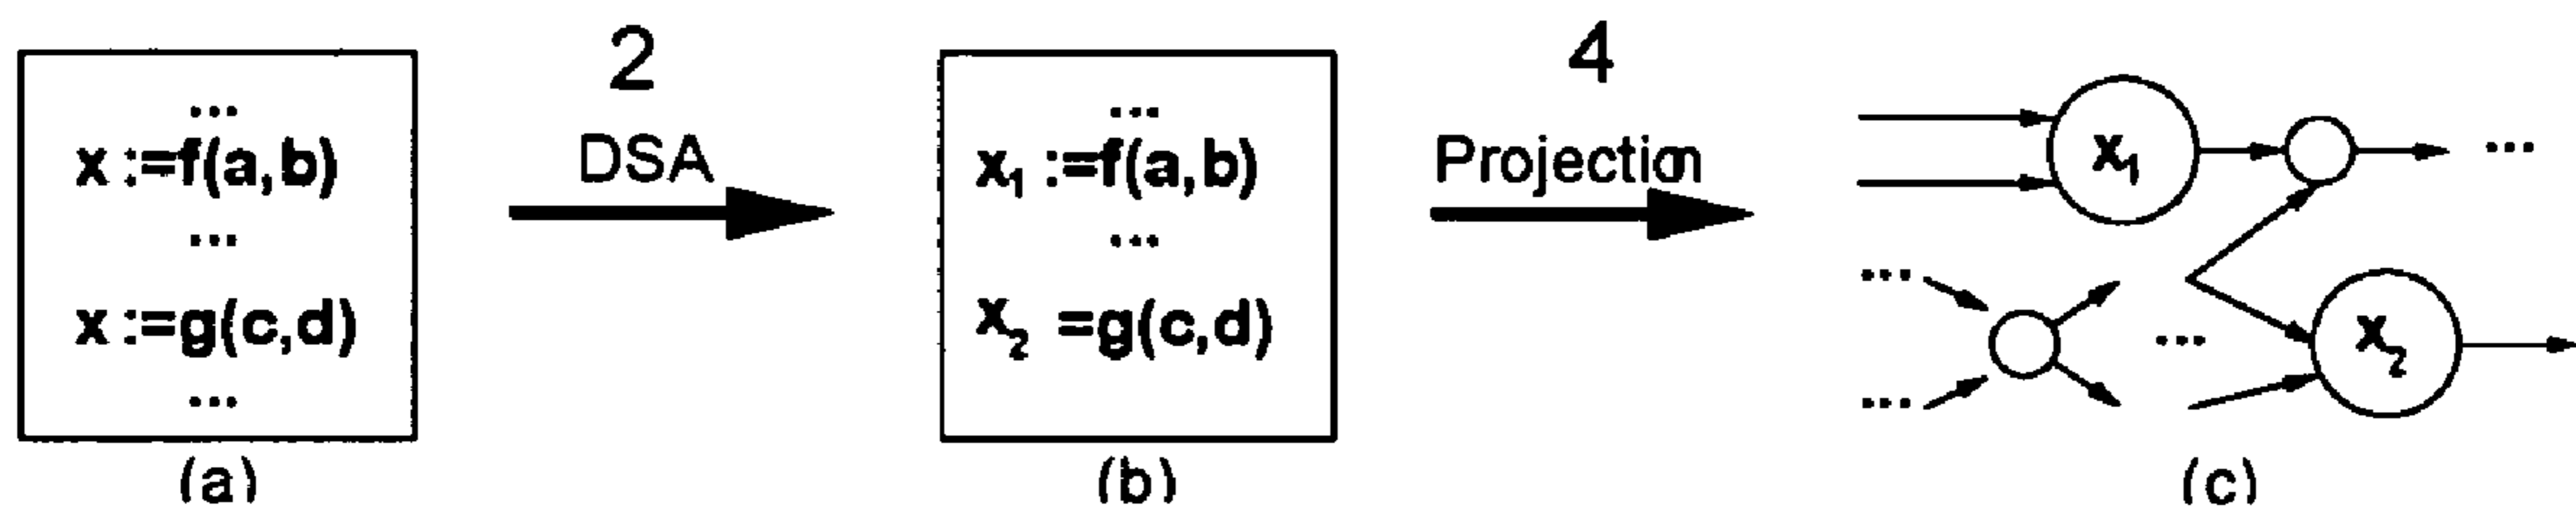 ...
x :=f(a,b)
...
x :=g(c,d)
...
(a)
2
DSA
...
x₁ :=f(a,b)
...
x₂ =g(c,d)
(b)
4
Projection
x₁
...
...
...
...
x₂
(c)